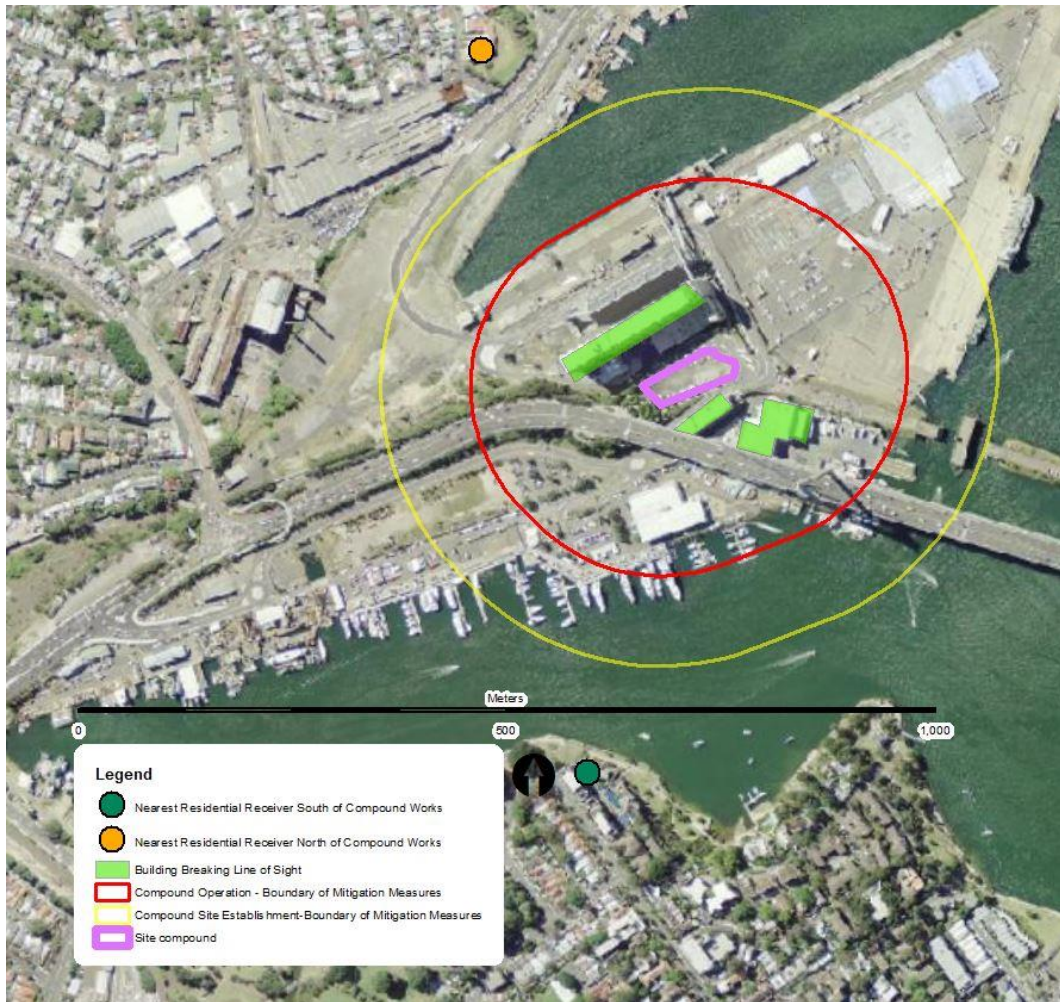 Meters
0 500 1,000
Legend
Nearest Residential Receiver South of Compound Works
Nearest Residential Receiver North of Compound Works
Building Breaking Line of Sight
Compound Operation - Boundary of Mitigation Measures
Compound Site Establishment-Boundary of Mitigation Measures
Site compound